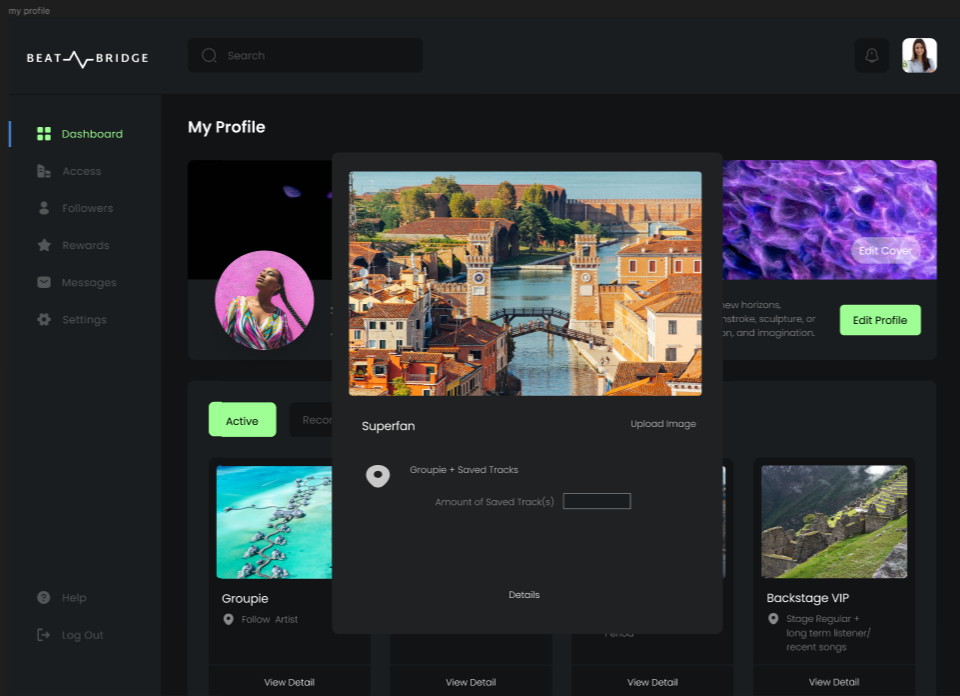 my profile
BEAT BRIDGE
Search
Dashboard
Access
Followers
Rewards
Messages
Settings
Help
Log Out
My Profile
Edit Cover
new horizons,
sculpture, or
and imagination.
Edit Profile
Active
Superfan
Upload Image
Groupie + Saved Tracks
Amount of Saved Track(s)
Details
Groupie
Follow Artist
View Detail
View Detail
Period
View Detail
Backstage VIP
Stage Regular +
long term listener/
recent songs
View Detail